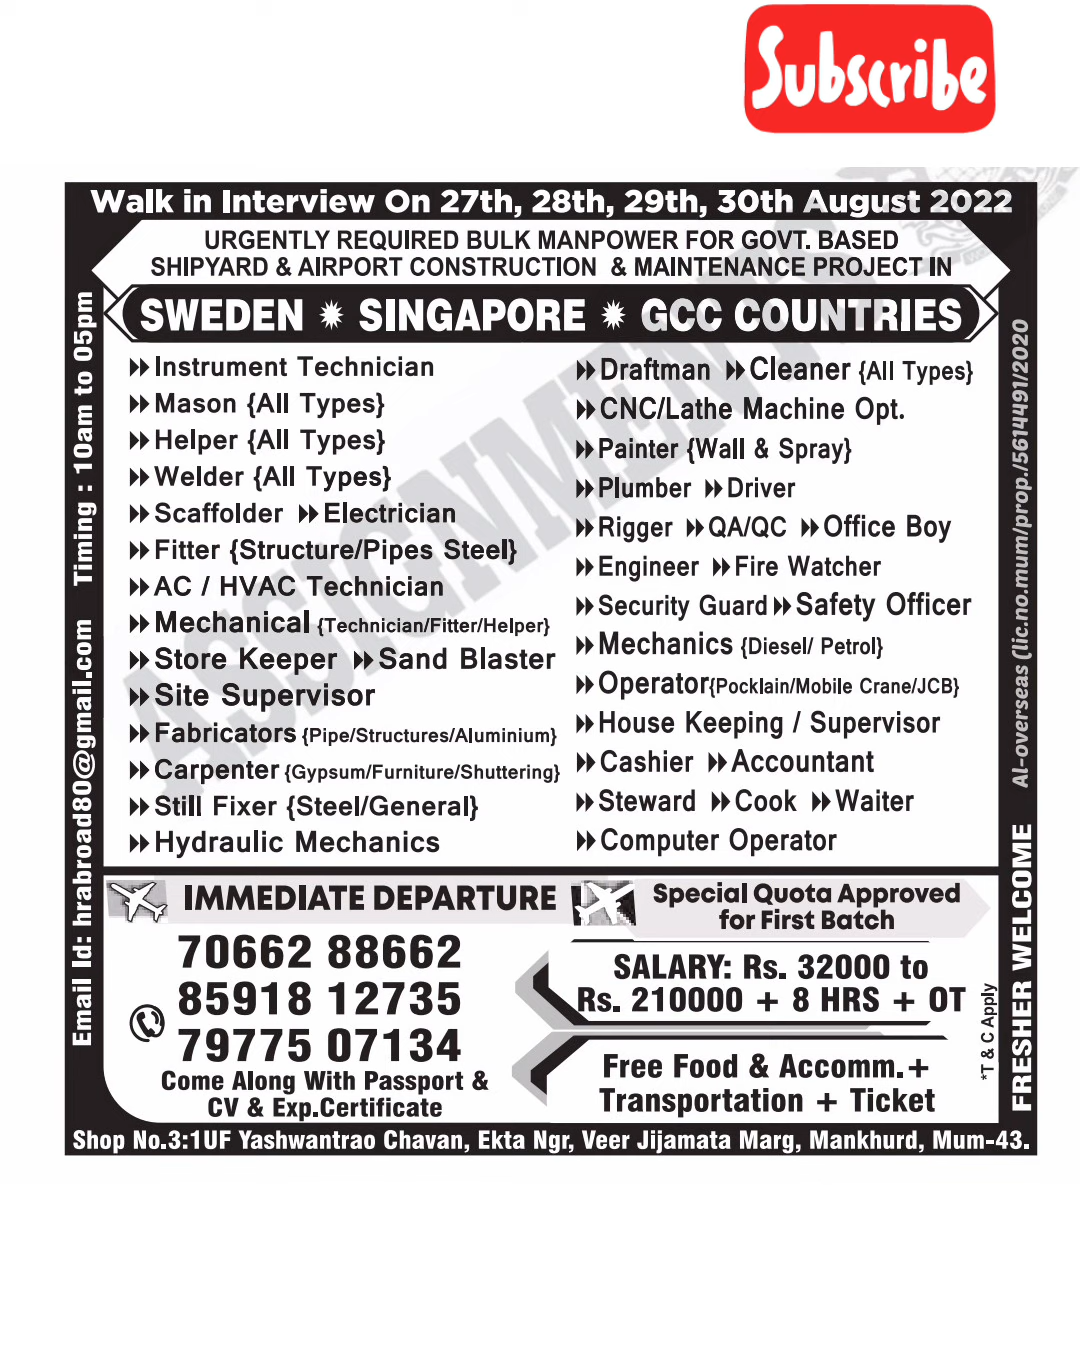 Subscribe
Walk in Interview On 27th, 28th, 29th, 30th August 2022
URGENTLY REQUIRED BULK MANPOWER FOR GOVT. BASED
SHIPYARD & AIRPORT CONSTRUCTION & MAINTENANCE PROJECT IN
SWEDEN SINGAPORE GCC COUNTRIES
Email Id: hrabroad80@gmail.com Timing : 10am to 05pm
Instrument Technician
Mason {All Types}
Helper {All Types}
Welder {All Types}
Scaffolder Electrician
Fitter {Structure/Pipes Steel}
AC / HVAC Technician
Mechanical {Technician/Fitter/Helper}
Store Keeper Sand Blaster
Site Supervisor
Fabricators {Pipe/Structures/Aluminium}
Carpenter {Gypsum/Furniture/Shuttering}
Still Fixer {Steel/General}
Hydraulic Mechanics
Draftman Cleaner {All Types}
CNC/Lathe Machine Opt.
Painter {Wall & Spray}
Plumber Driver
Rigger QA/QC Office Boy
Engineer Fire Watcher
Security Guard Safety Officer
Mechanics {Diesel/ Petrol}
Operator{Pocklain/Mobile Crane/JCB}
House Keeping / Supervisor
Cashier Accountant
Steward Cook Waiter
Computer Operator
ASSIGNMENTS
FRESHER WELCOME Al-overseas (lic.no.mum/prop./5614491/2020
IMMEDIATE DEPARTURE
70662 88662
85918 12735
79775 07134
Come Along With Passport &
CV & Exp.Certificate
Special Quota Approved
for First Batch
SALARY: Rs. 32000 to
Rs. 210000 + 8 HRS + OT
Free Food & Accomm.+
Transportation + Ticket
*T & C Apply
Shop No.3:1UF Yashwantrao Chavan, Ekta Ngr, Veer Jijamata Marg, Mankhurd, Mum-43.